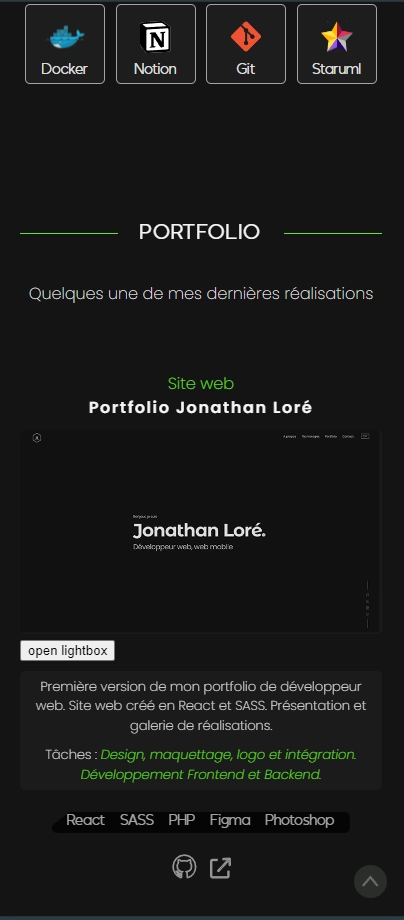 Docker Notion Git Staruml
PORTFOLIO
Quelques une de mes dernières réalisations
Site web
Portfolio Jonathan Loré
A propos Technologies Portfolio Contact
Bonjour, je suis
Jonathan Loré.
Développeur web, web mobile
open lightbox
Première version de mon portfolio de développeur
web. Site web créé en React et SASS. Présentation et
galerie de réalisations.
Tâches : Design, maquettage, logo et intégration.
Développement Frontend et Backend.
React SASS PHP Figma Photoshop